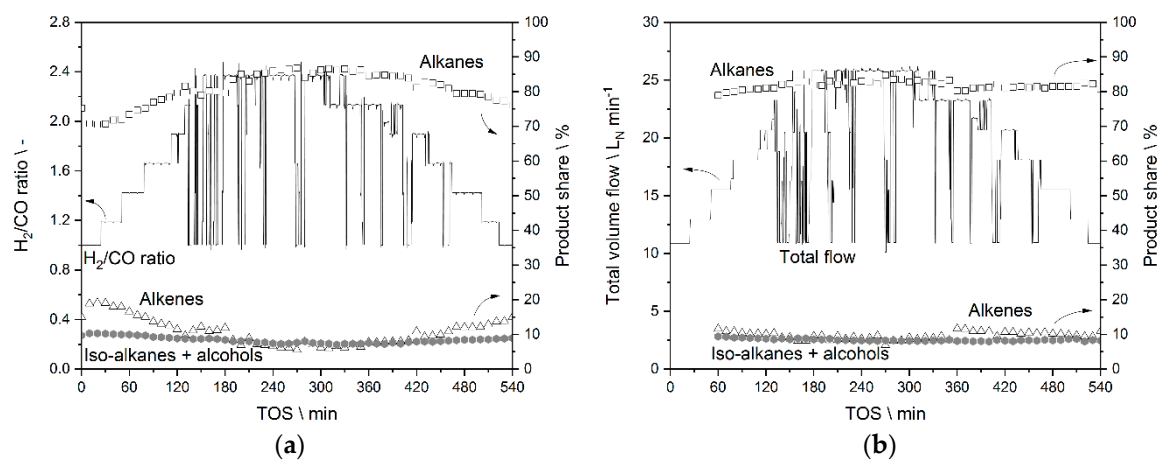 H₂/CO ratio \ -
2.8
2.4
2.0
1.6
1.2
0.8
0.4
0.0
Alkanes
H₂/CO ratio
Alkenes
Iso-alkanes + alcohols
100
90
80
70
60
50
40
30
20
10
0
Product share \ %
0 60 120 180 240 300 360 420 480 540
TOS \ min
(a)
Total volume flow \ L_N min⁻¹
30
25
20
15
10
5
0
Alkanes
Total flow
Alkenes
Iso-alkanes + alcohols
100
90
80
70
60
50
40
30
20
10
0
Product share \ %
0 60 120 180 240 300 360 420 480 540
TOS \ min
(b)